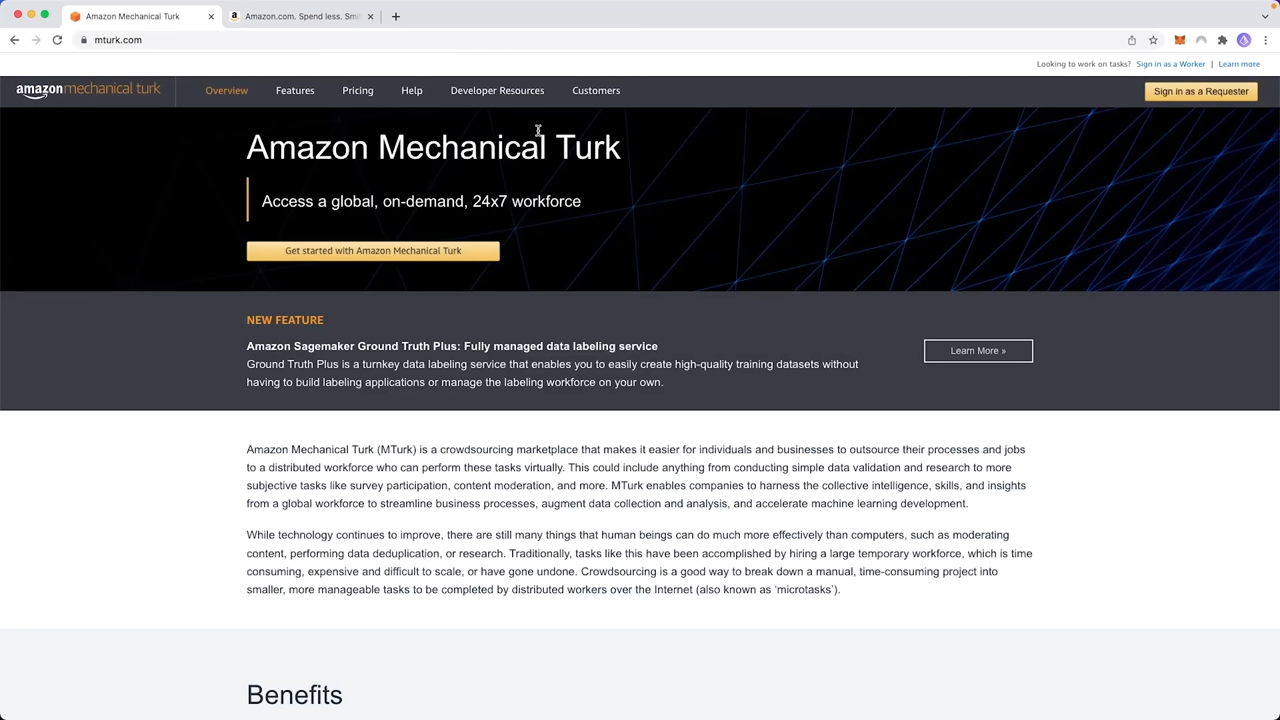 Amazon Mechanical Turk
Amazon.com. Spend less. Smi
mturk.com
Looking to work on tasks? Sign in as a Worker | Learn more
amazon mechanical turk
Overview Features Pricing Help Developer Resources Customers
Sign in as a Requester
Amazon Mechanical Turk
Access a global, on-demand, 24x7 workforce
Get started with Amazon Mechanical Turk
NEW FEATURE
Amazon Sagemaker Ground Truth Plus: Fully managed data labeling service
Ground Truth Plus is a turnkey data labeling service that enables you to easily create high-quality training datasets without
having to build labeling applications or manage the labeling workforce on your own.
Learn More »
Amazon Mechanical Turk (MTurk) is a crowdsourcing marketplace that makes it easier for individuals and businesses to outsource their processes and jobs
to a distributed workforce who can perform these tasks virtually. This could include anything from conducting simple data validation and research to more
subjective tasks like survey participation, content moderation, and more. MTurk enables companies to harness the collective intelligence, skills, and insights
from a global workforce to streamline business processes, augment data collection and analysis, and accelerate machine learning development.
While technology continues to improve, there are still many things that human beings can do much more effectively than computers, such as moderating
content, performing data deduplication, or research. Traditionally, tasks like this have been accomplished by hiring a large temporary workforce, which is time
consuming, expensive and difficult to scale, or have gone undone. Crowdsourcing is a good way to break down a manual, time-consuming project into
smaller, more manageable tasks to be completed by distributed workers over the Internet (also known as ‘microtasks’).
Benefits